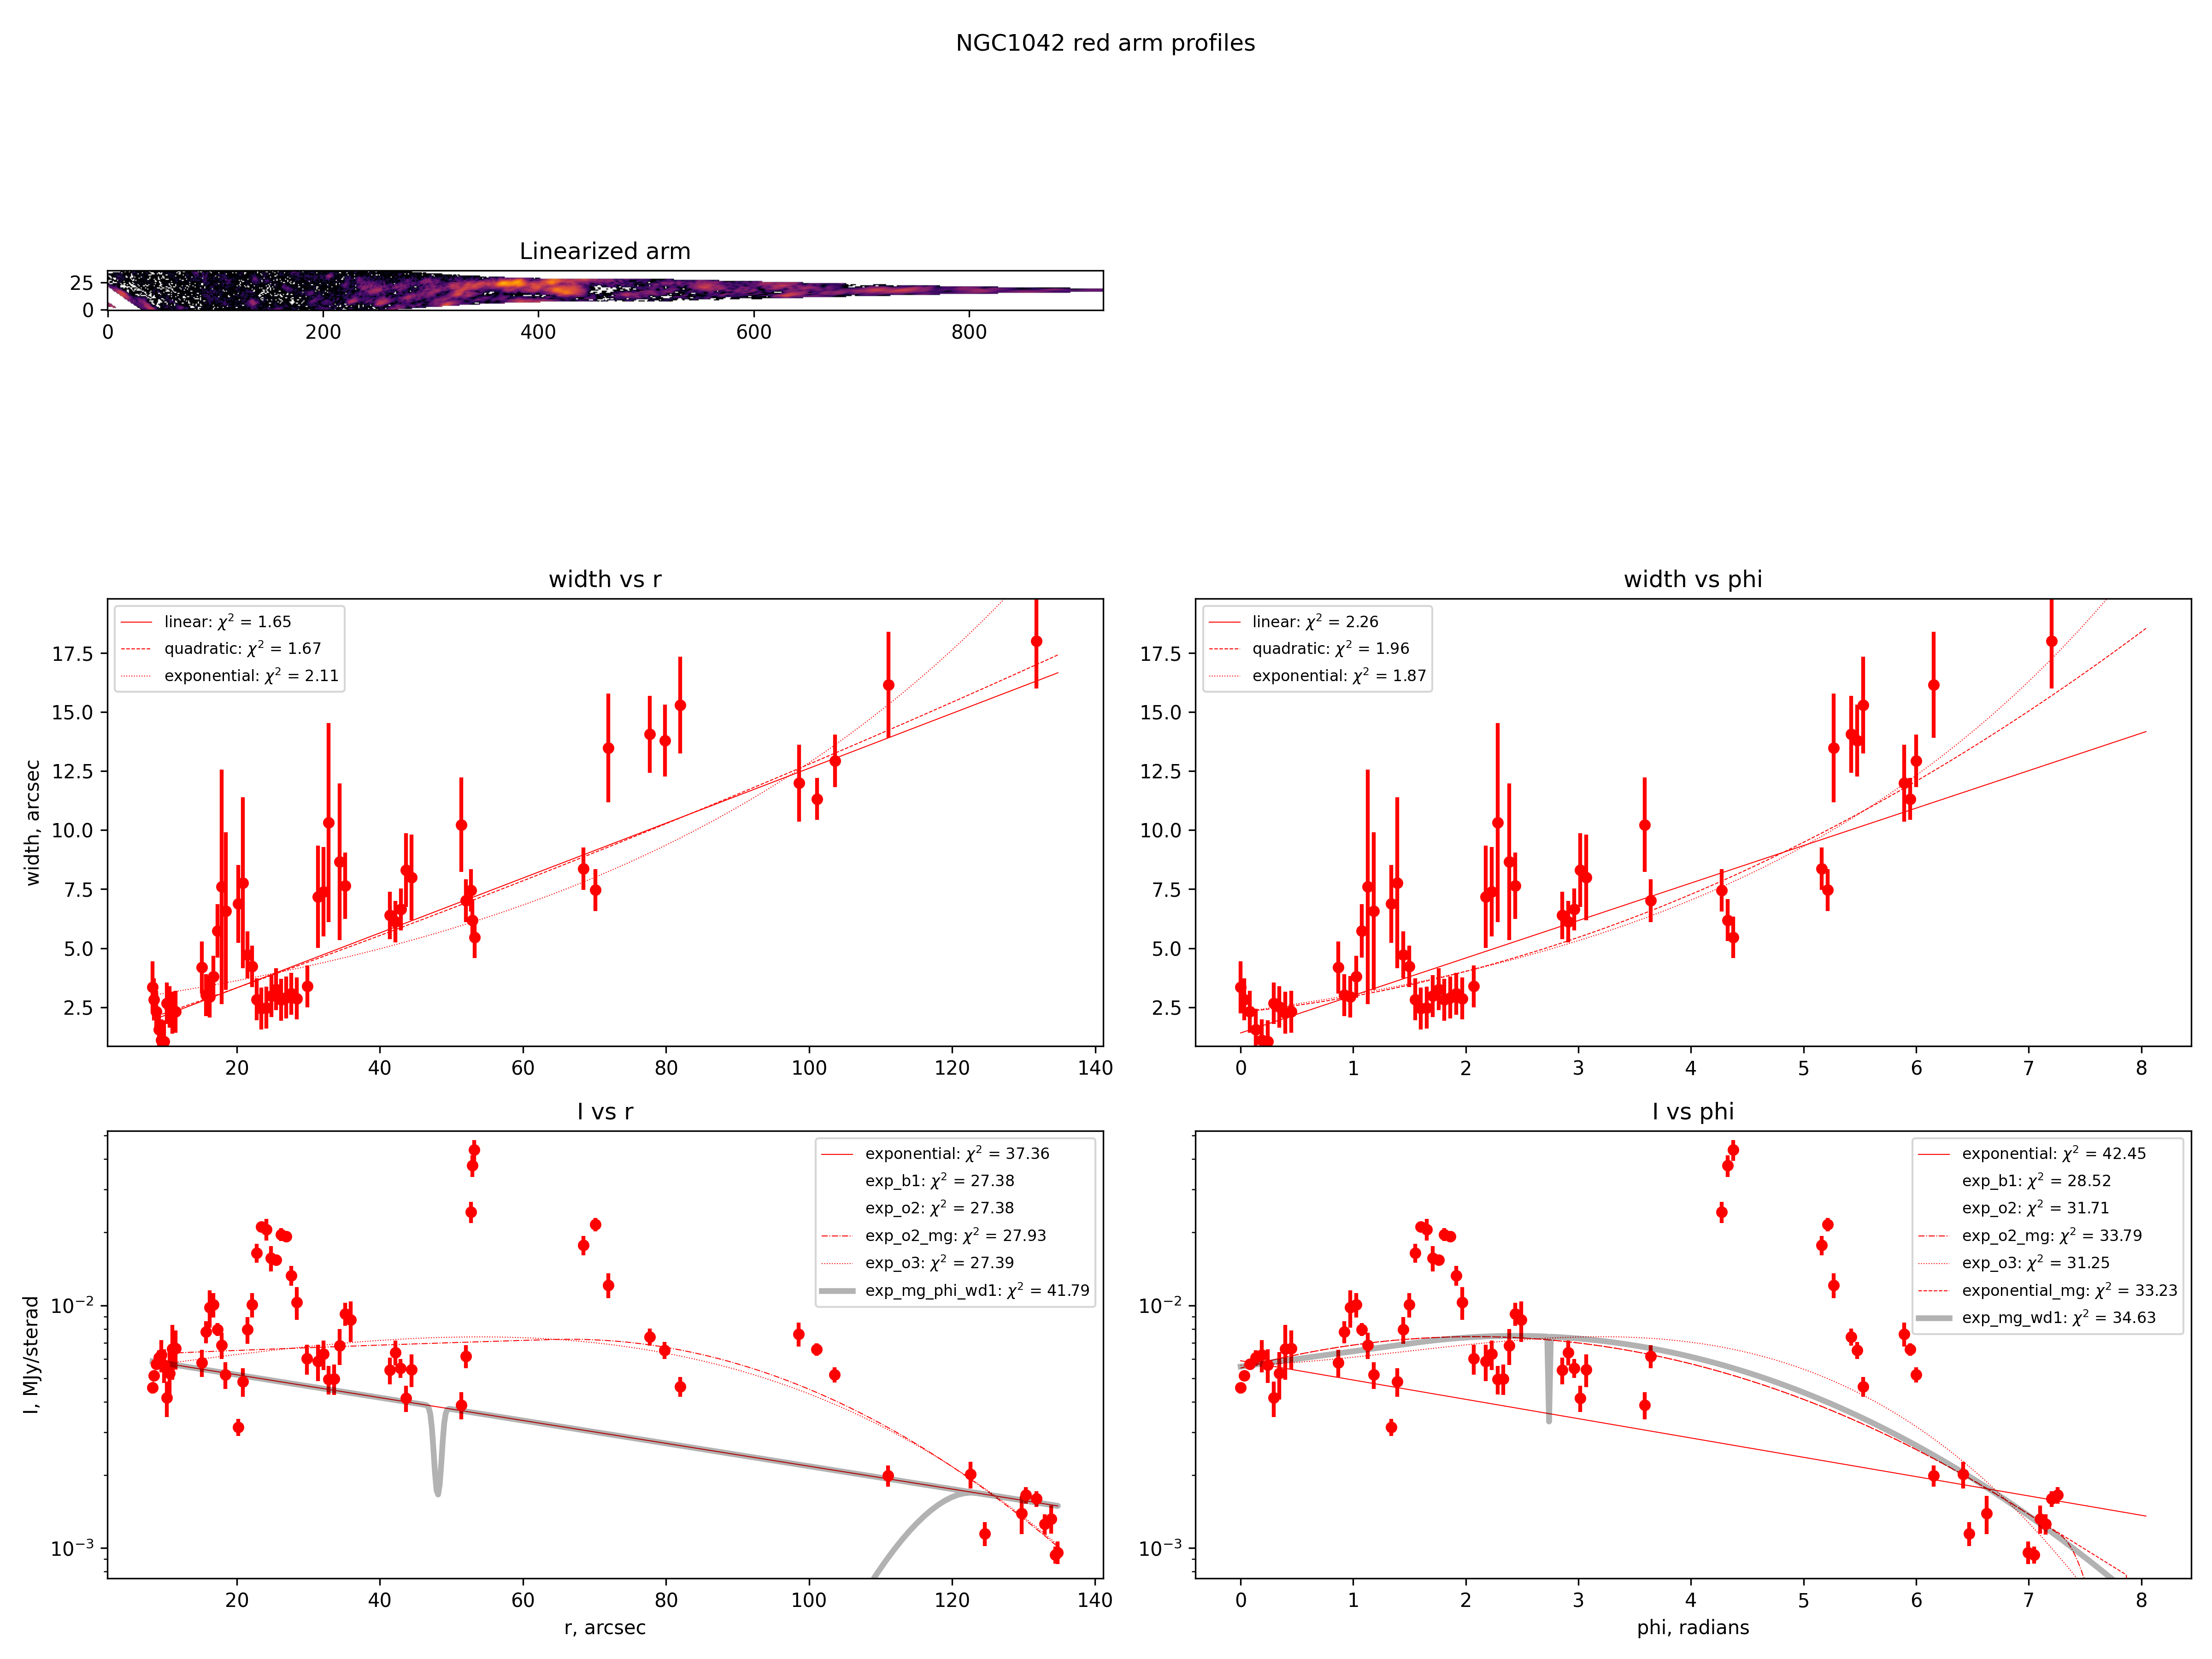 NGC1042 red arm profiles
Linearized arm
25
0
0 200 400 600 800
width vs r
linear: χ² = 1.65
quadratic: χ² = 1.67
exponential: χ² = 2.11
width, arcsec
17.5
15.0
12.5
10.0
7.5
5.0
2.5
20 40 60 80 100 120 140
width vs phi
linear: χ² = 2.26
quadratic: χ² = 1.96
exponential: χ² = 1.87
17.5
15.0
12.5
10.0
7.5
5.0
2.5
0 1 2 3 4 5 6 7 8
I vs r
exponential: χ² = 37.36
exp_b1: χ² = 27.38
exp_o2: χ² = 27.38
exp_o2_mg: χ² = 27.93
exp_o3: χ² = 27.39
exp_mg_phi_wd1: χ² = 41.79
I, MJy/sterad
10⁻²
10⁻³
20 40 60 80 100 120 140
r, arcsec
I vs phi
exponential: χ² = 42.45
exp_b1: χ² = 28.52
exp_o2: χ² = 31.71
exp_o2_mg: χ² = 33.79
exp_o3: χ² = 31.25
exponential_mg: χ² = 33.23
exp_mg_wd1: χ² = 34.63
10⁻²
10⁻³
0 1 2 3 4 5 6 7 8
phi, radians